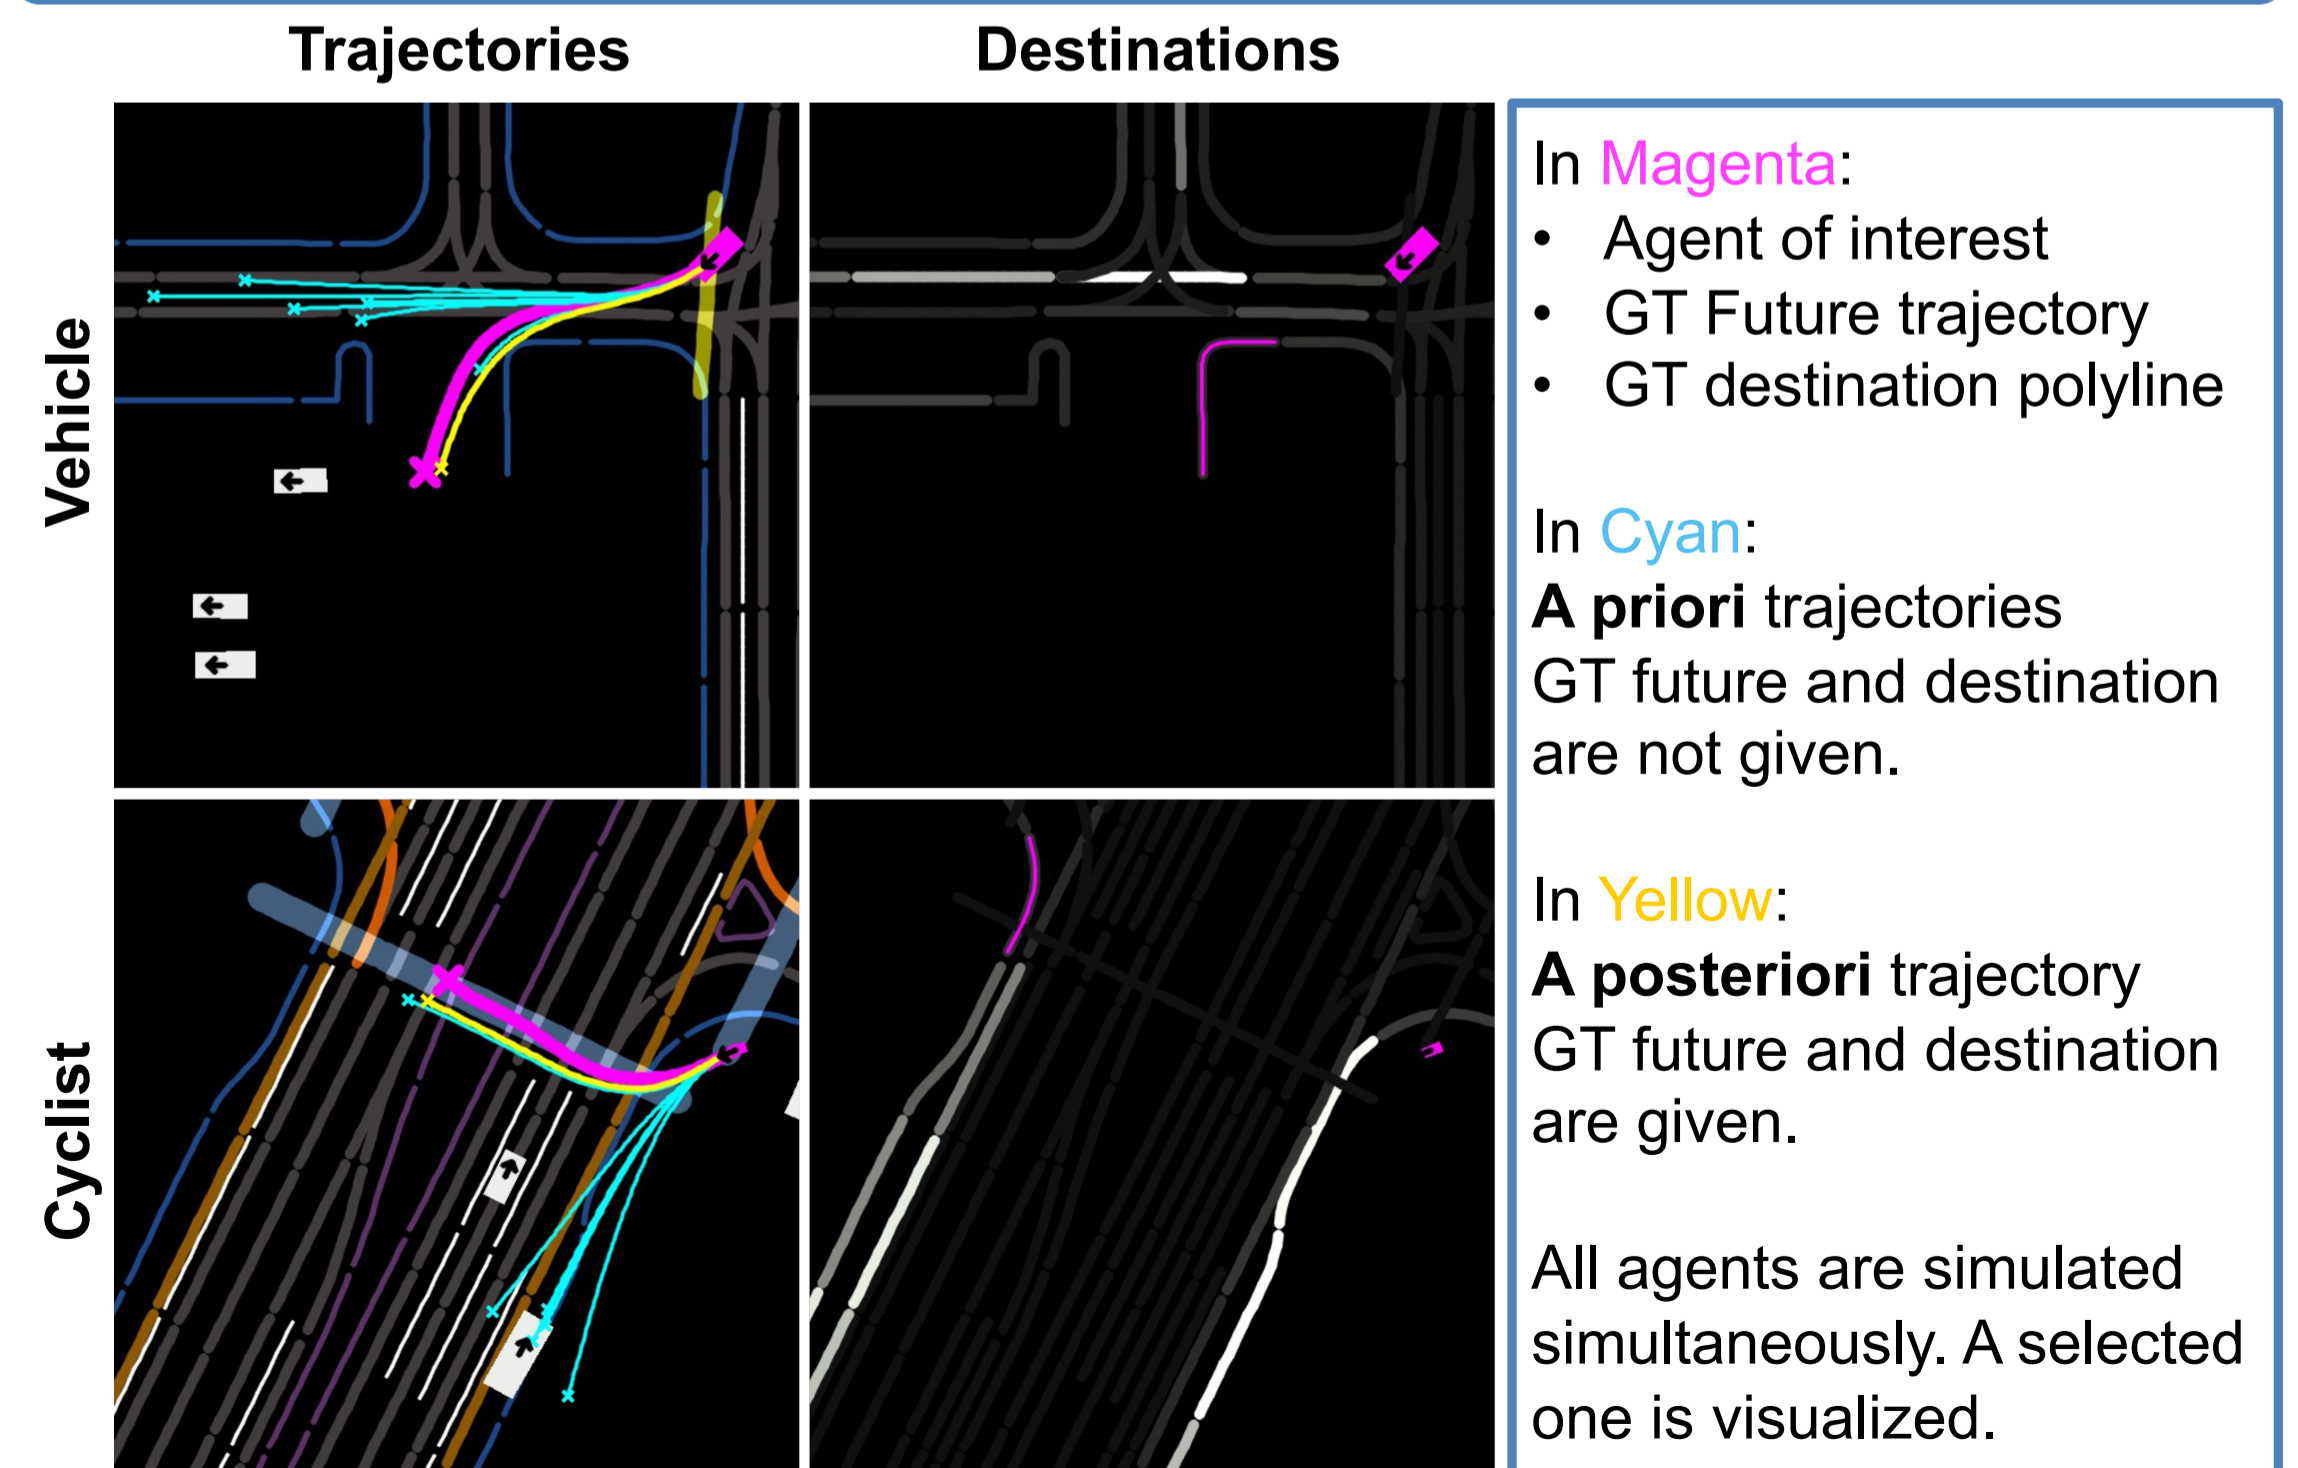 Trajectories
Destinations
Vehicle
Cyclist
In Magenta:
• Agent of interest
• GT Future trajectory
• GT destination polyline
In Cyan:
A priori trajectories
GT future and destination
are not given.
In Yellow:
A posteriori trajectory
GT future and destination
are given.
All agents are simulated
simultaneously. A selected
one is visualized.